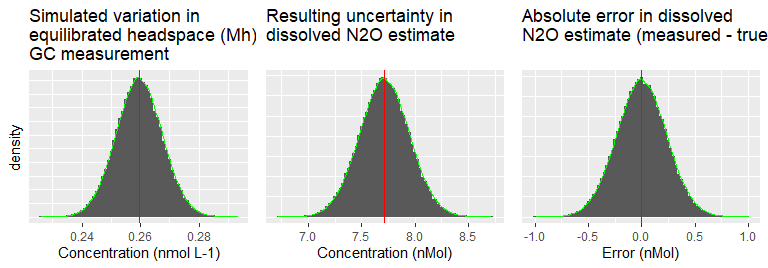 Simulated variation in
equilibrated headspace (Mh)
GC measurement
Resulting uncertainty in
dissolved N2O estimate
Absolute error in dissolved
N2O estimate (measured - true
density
0.24 0.26 0.28
Concentration (nmol L-1)
7.0 7.5 8.0 8.5
Concentration (nMol)
-1.0 -0.5 0.0 0.5 1.0
Error (nMol)